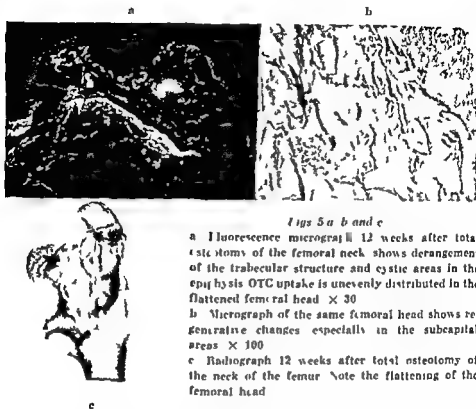 a b
Figs 5 a b and c
a Fluorescence micrograph 12 weeks after total
osteotomy of the femoral neck shows derangement
of the trabecular structure and cystic areas in the
epiphysis OTC uptake is unevenly distributed in the
flattened femoral head × 30
b Micrograph of the same femoral head shows re-
generative changes especially in the subcapital
areas × 100
c Radiograph 12 weeks after total osteotomy of
the neck of the femur Note the flattening of the
femoral head
c